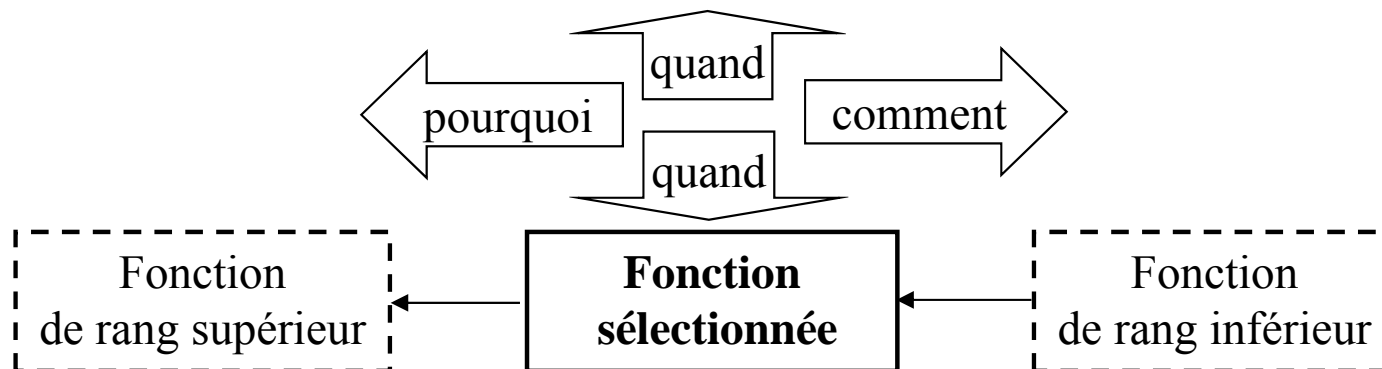 quand
pourquoi
comment
quand
Fonction
de rang supérieur
Fonction
sélectionnée
Fonction
de rang inférieur